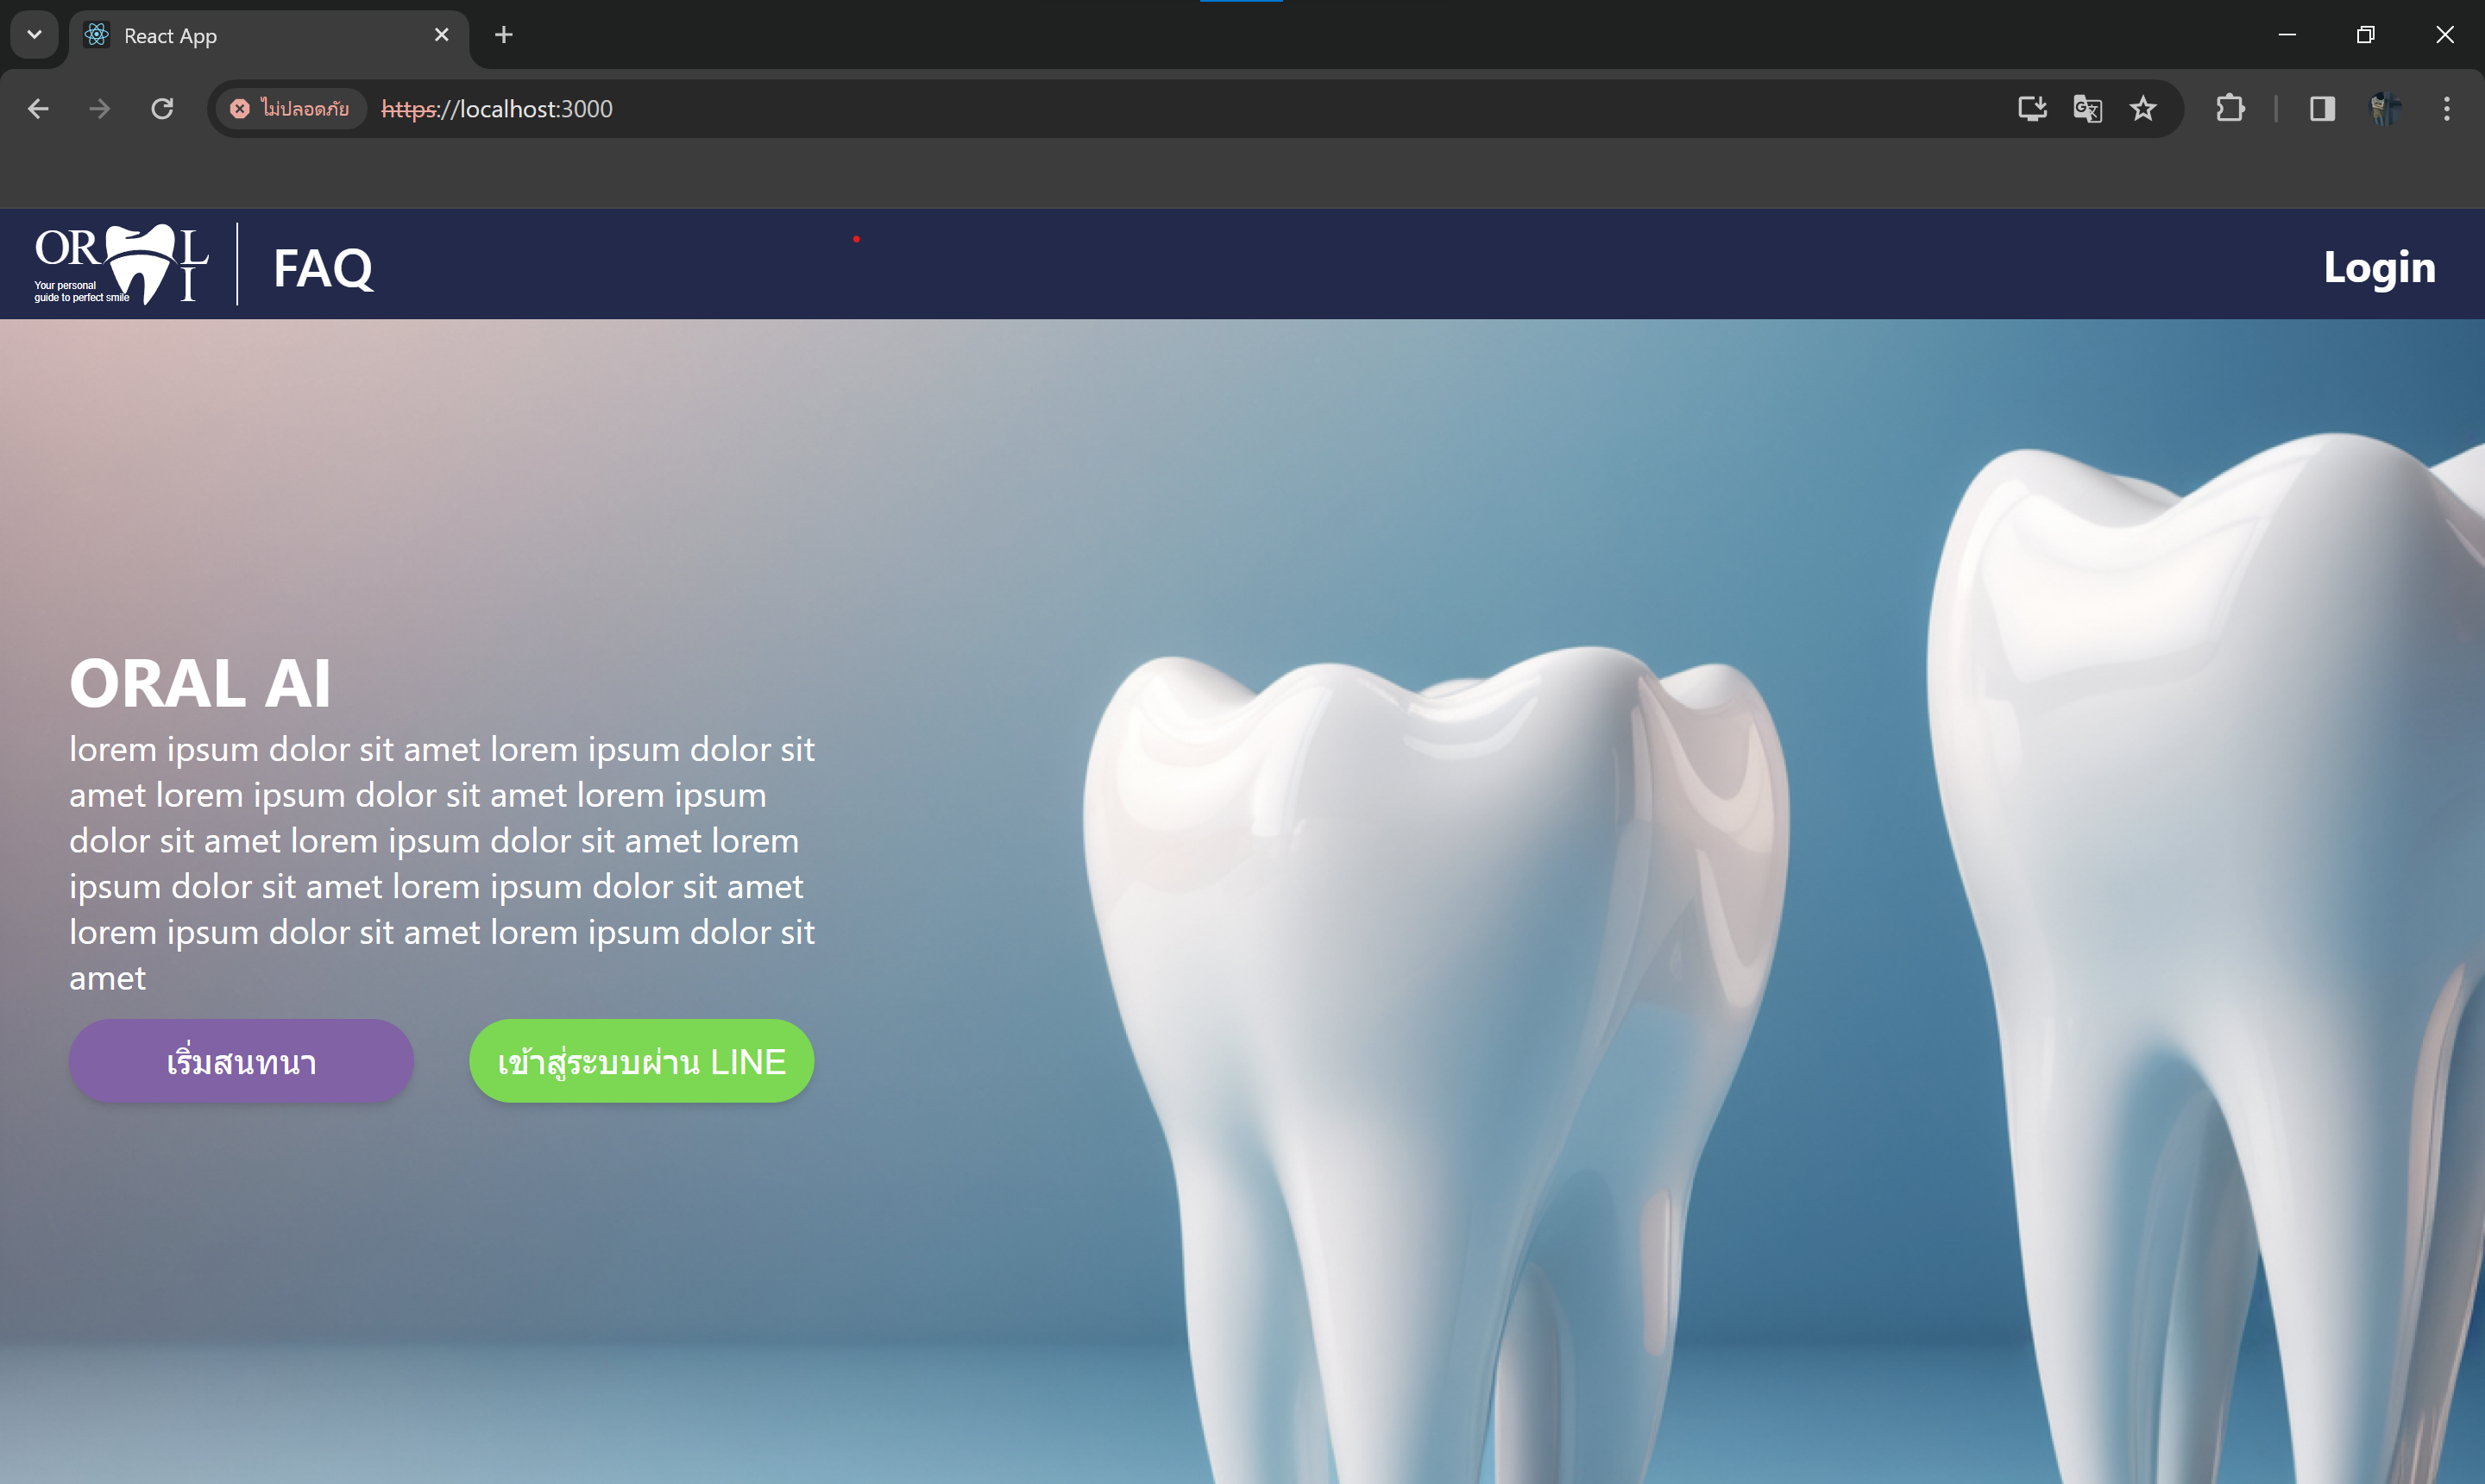 React App
ไม่ปลอดภัย https://localhost:3000
ORAL
I
Your personal
guide to perfect smile
FAQ
Login
ORAL AI
lorem ipsum dolor sit amet lorem ipsum dolor sit
amet lorem ipsum dolor sit amet lorem ipsum
dolor sit amet lorem ipsum dolor sit amet lorem
ipsum dolor sit amet lorem ipsum dolor sit amet
lorem ipsum dolor sit amet lorem ipsum dolor sit
amet
เริ่มสนทนา
เข้าสู่ระบบผ่าน LINE